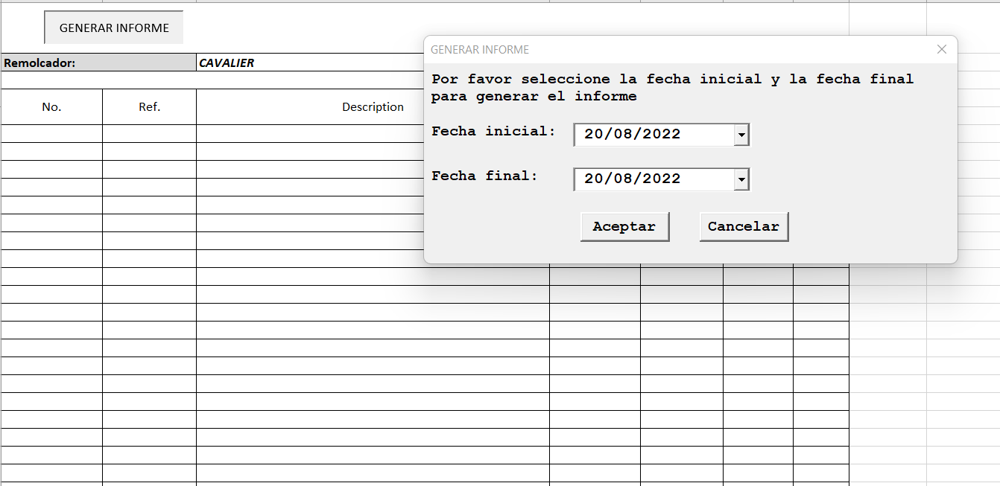 GENERAR INFORME
Remolcador: CAVALIER
No. Ref. Description
GENERAR INFORME
Por favor seleccione la fecha inicial y la fecha final
para generar el informe
Fecha inicial: 20/08/2022
Fecha final: 20/08/2022
Aceptar Cancelar